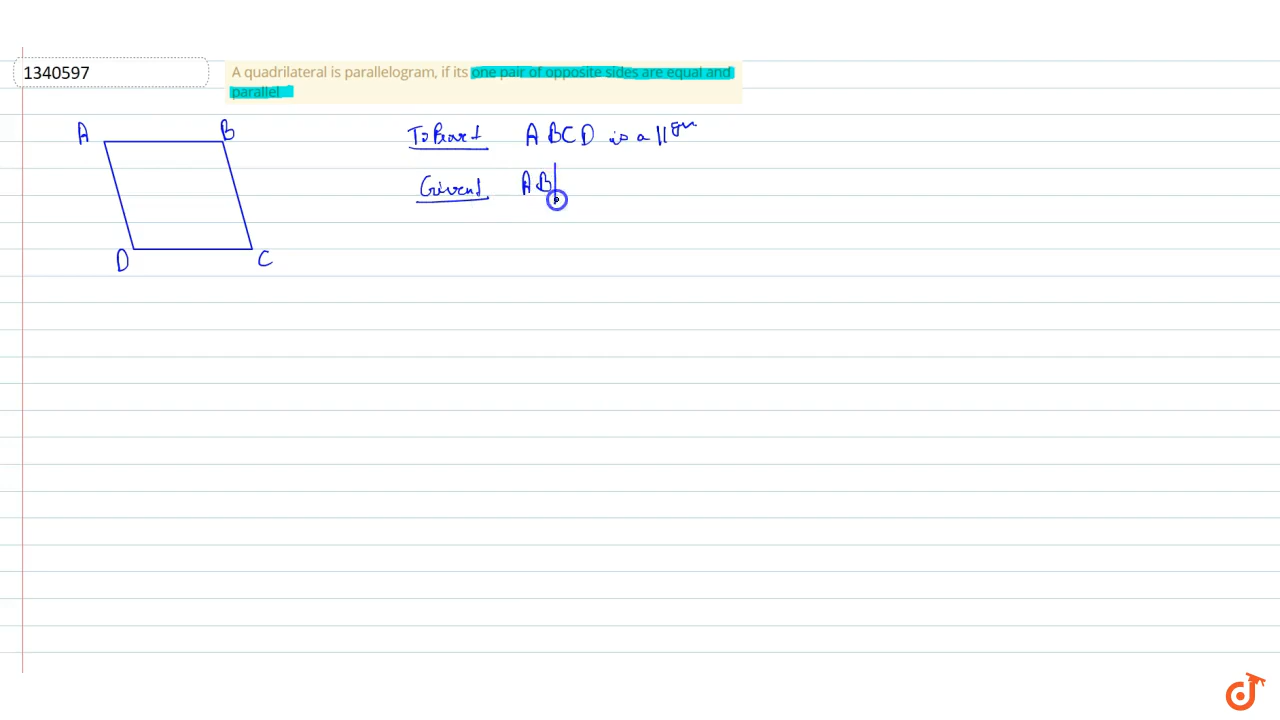 1340597
A quadrilateral is parallelogram, if its one pair of opposite sides are equal and
parallel.
A B
To Prove! ABCD is a ||gm
Given! AB|
D C